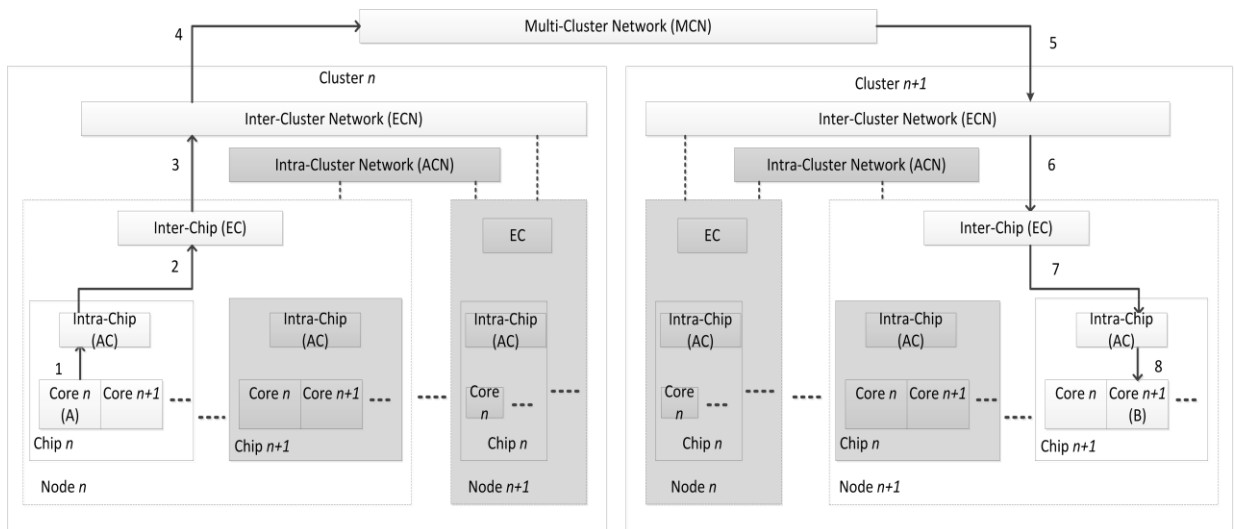 4
Multi-Cluster Network (MCN)
5
Cluster n
Cluster n+1
Inter-Cluster Network (ECN)
Inter-Cluster Network (ECN)
3
Intra-Cluster Network (ACN)
Intra-Cluster Network (ACN)
6
Inter-Chip (EC)
EC
EC
Inter-Chip (EC)
2
7
Intra-Chip
(AC)
Intra-Chip
(AC)
Intra-Chip
(AC)
Intra-Chip
(AC)
Intra-Chip
(AC)
Intra-Chip
(AC)
1
8
Core n
(A)
Core n+1
Core n
Core n+1
Core
n
Core
n
Core n
Core n+1
Core n
Core n+1
(B)
Chip n
Chip n+1
Chip n
Chip n
Chip n
Chip n+1
Node n
Node n+1
Node n
Node n+1